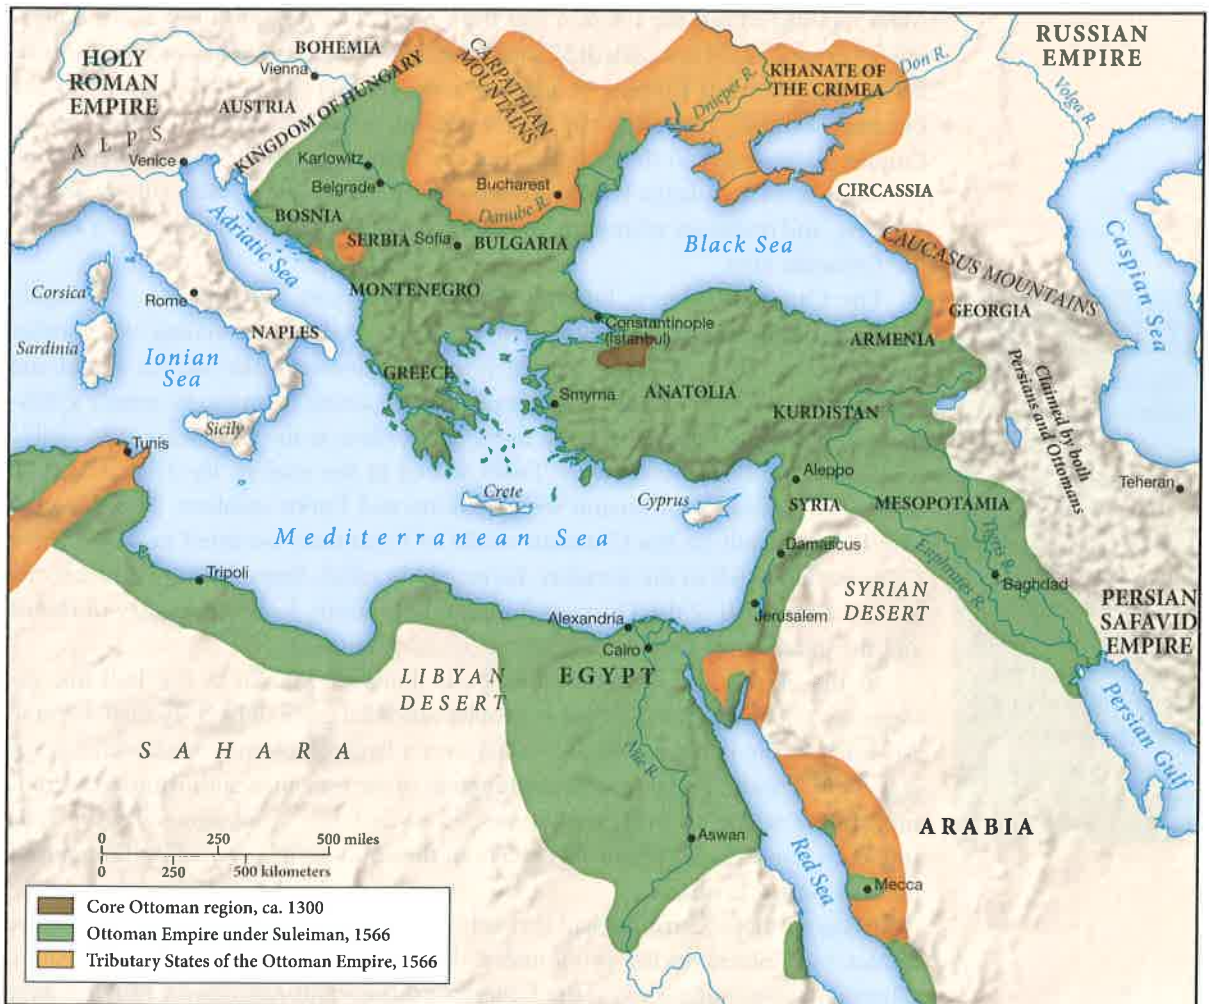 HOLY
ROMAN
EMPIRE
BOHEMIA
Vienna
AUSTRIA
ALPS
Venice
KINGDOM OF HUNGARY
CARPATHIAN
MOUNTAINS
Dnieper R.
KHANATE OF
THE CRIMEA
Don R.
RUSSIAN
EMPIRE
Volga R.
Karlowitz
Belgrade
Bucharest
Danube R.
CIRCASSIA
BOSNIA
Adriatic Sea
SERBIA
Sofia
BULGARIA
Black Sea
CAUCASUS MOUNTAINS
Caspian Sea
Corsica
Rome
MONTENEGRO
GEORGIA
Sardinia
NAPLES
Constantinople
(Istanbul)
ARMENIA
Ionian
Sea
GREECE
Smyrna
ANATOLIA
KURDISTAN
Claimed by both
Persians and Ottomans
Sicily
Tunis
Aleppo
Teheran
Crete
Cyprus
SYRIA
MESOPOTAMIA
Mediterranean Sea
Damascus
Tigris R.
Euphrates R.
Tripoli
SYRIAN
DESERT
Baghdad
PERSIAN
SAFAVID
EMPIRE
Alexandria
Jerusalem
Cairo
LIBYAN
DESERT
EGYPT
Persian Gulf
SAHARA
Nile R.
ARABIA
Aswan
Red Sea
Mecca
0 250 500 miles
0 250 500 kilometers
Core Ottoman region, ca. 1300
Ottoman Empire under Suleiman, 1566
Tributary States of the Ottoman Empire, 1566